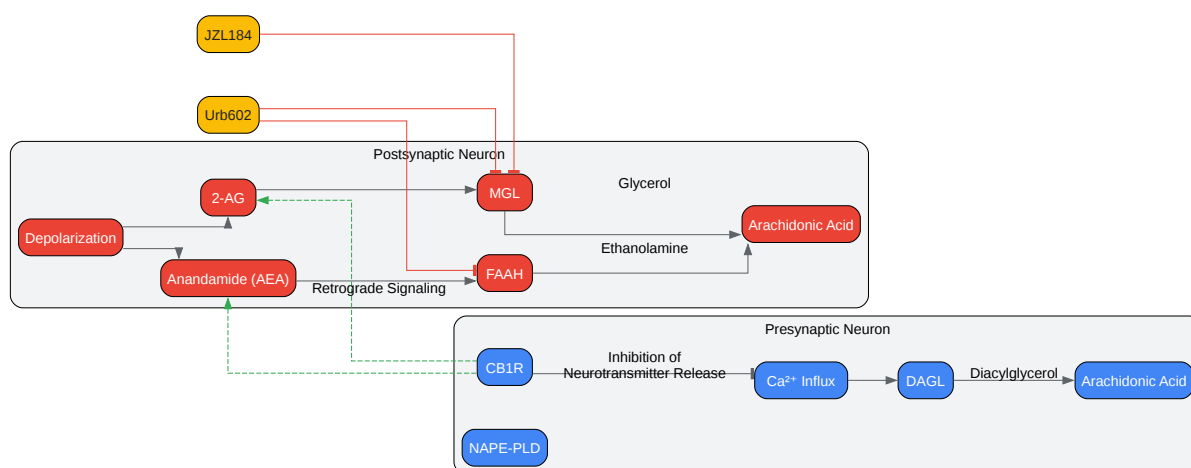 JZL184
Urb602
Postsynaptic Neuron
2-AG
MGL
Glycerol
Depolarization
Arachidonic Acid
Ethanolamine
Anandamide (AEA)
FAAH
Retrograde Signaling
Presynaptic Neuron
CB1R
Inhibition of
Neurotransmitter Release
Ca²⁺ Influx
DAGL
Diacylglycerol
Arachidonic Acid
NAPE-PLD